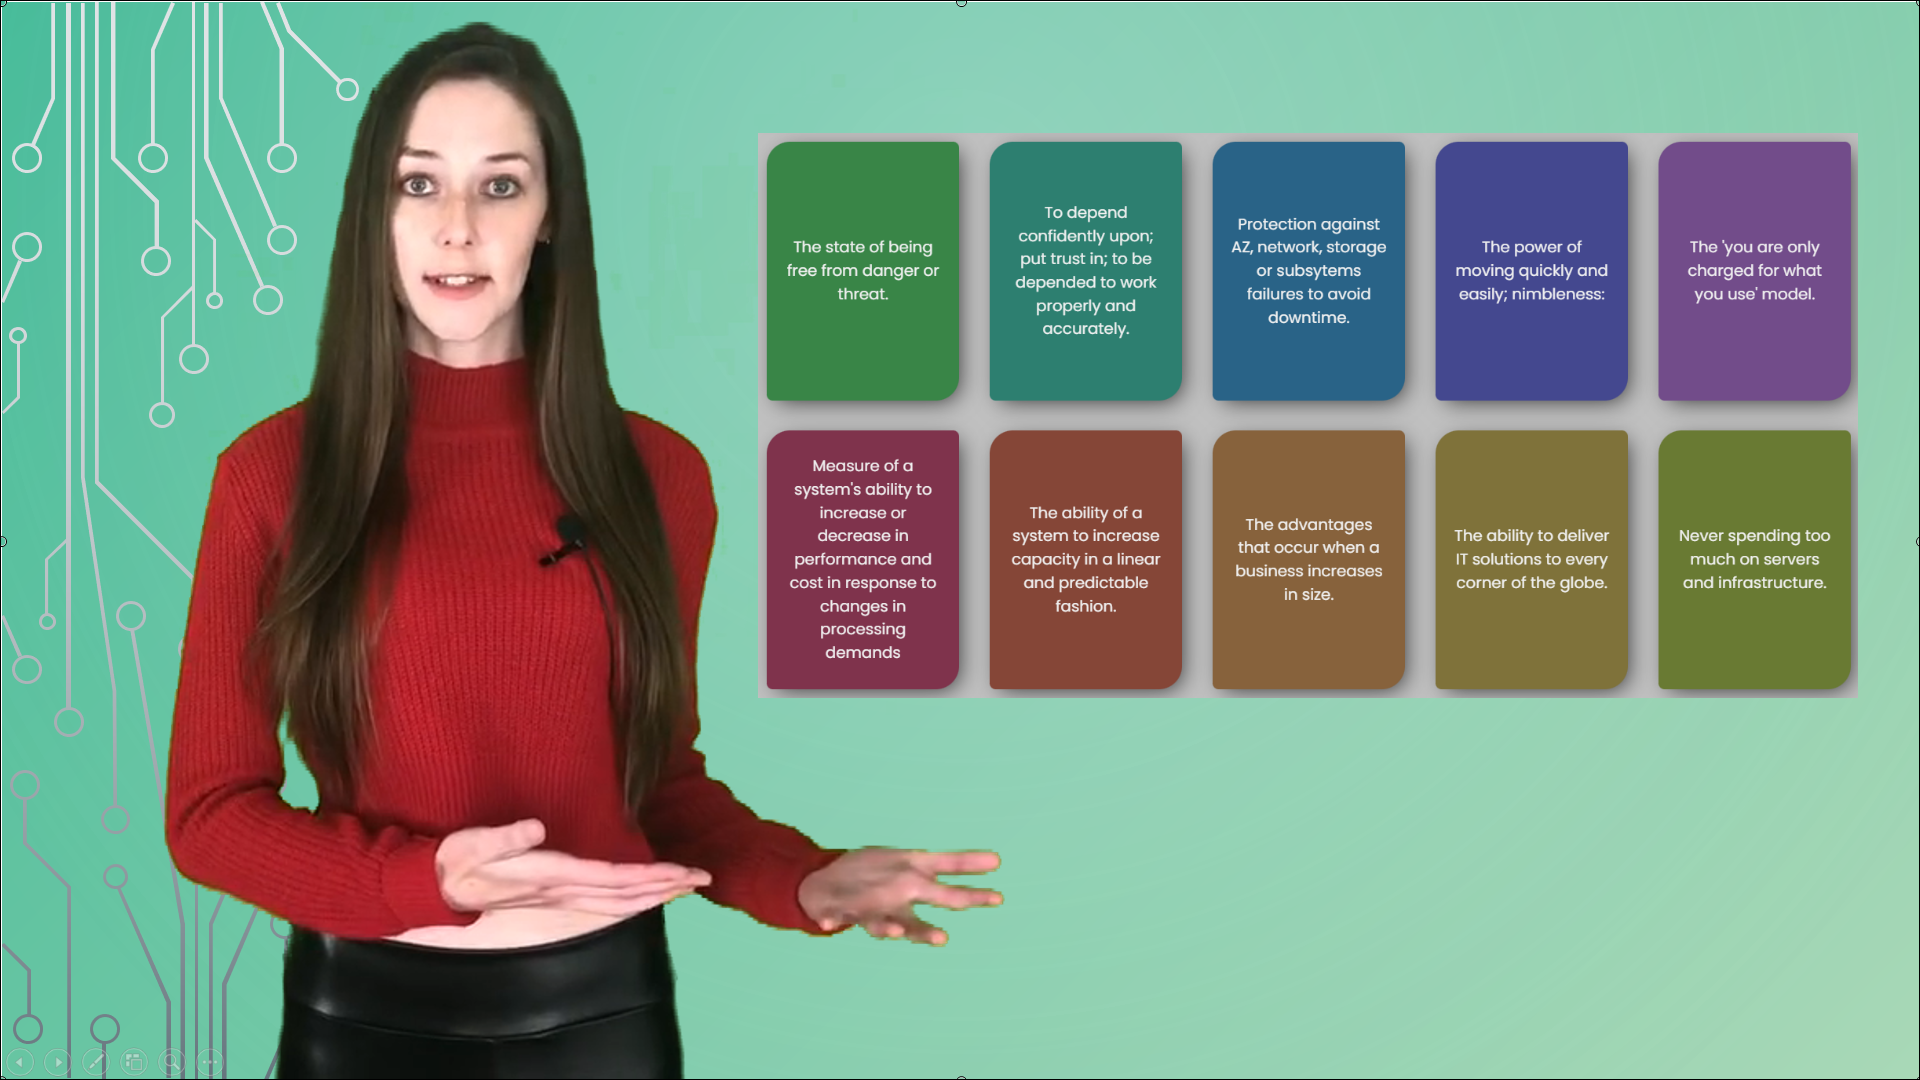 The state of being
free from danger or
threat.
To depend
confidently upon;
put trust in; to be
depended to work
properly and
accurately.
Protection against
AZ, network, storage
or subsytems
failures to avoid
downtime.
The power of
moving quickly and
easily; nimbleness:
The 'you are only
charged for what
you use' model.
Measure of a
system's ability to
increase or
decrease in
performance and
cost in response to
changes in
processing
demands
The ability of a
system to increase
capacity in a linear
and predictable
fashion.
The advantages
that occur when a
business increases
in size.
The ability to deliver
IT solutions to every
corner of the globe.
Never spending too
much on servers
and infrastructure.